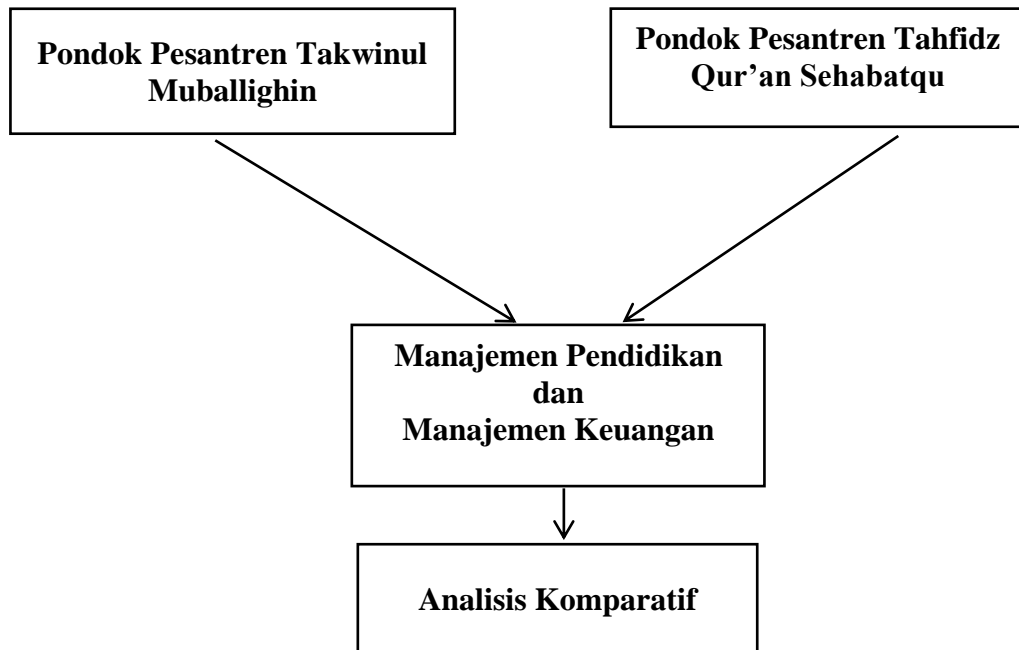 Pondok Pesantren Takwinul
Muballighin
Pondok Pesantren Tahfidz
Qur’an Sehabatqu
Manajemen Pendidikan
dan
Manajemen Keuangan
Analisis Komparatif